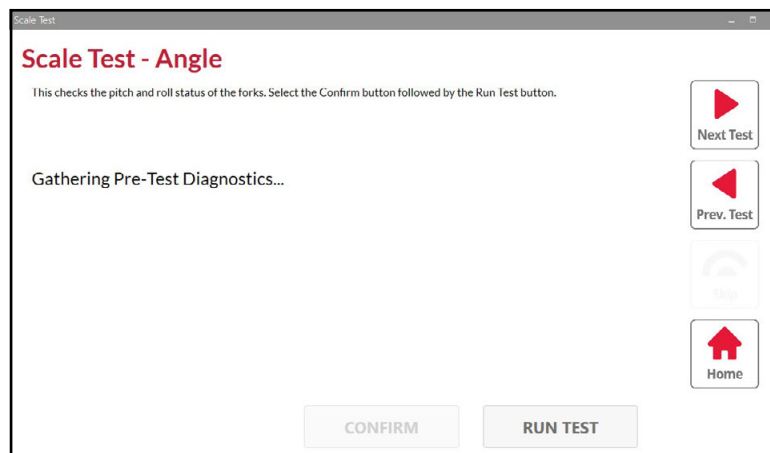 Scale Test
Scale Test - Angle
This checks the pitch and roll status of the forks. Select the Confirm button followed by the Run Test button.
Next Test
Gathering Pre-Test Diagnostics...
Prev. Test
Skip
Home
CONFIRM
RUN TEST